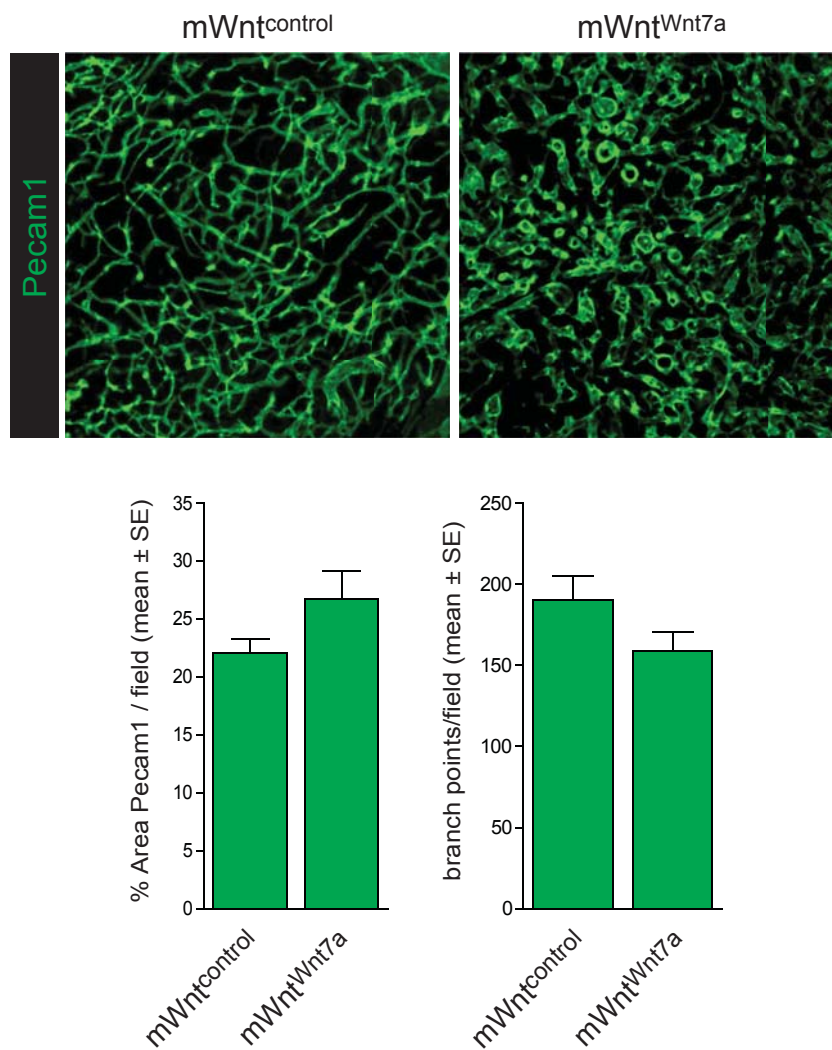 mWntcontrol
mWntWnt7a
Pecam1
% Area Pecam1 / field (mean ± SE)
35
30
25
20
15
10
5
0
mWntcontrol
mWntWnt7a
branch points/field (mean ± SE)
250
200
150
100
50
0
mWntcontrol
mWntWnt7a